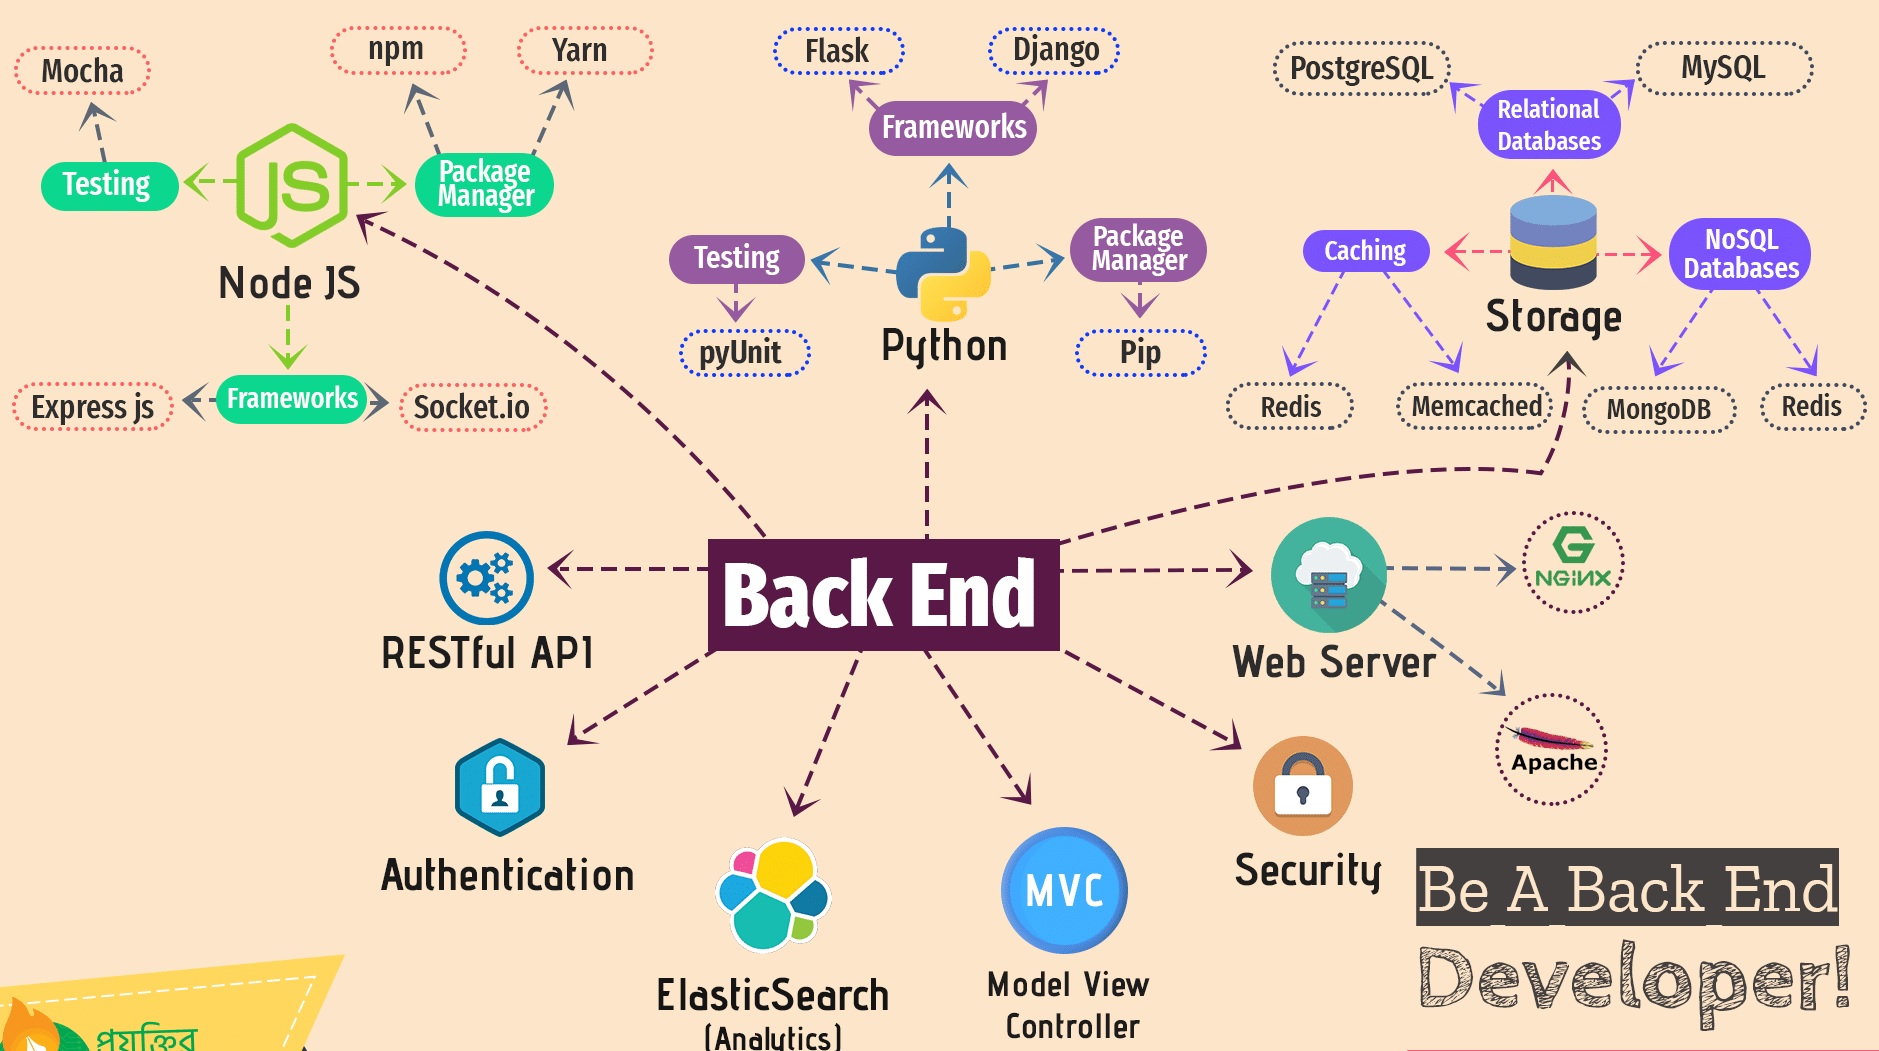 Mocha
npm
Yarn
Testing
JS
Package
Manager
Node JS
Frameworks
Express js
Socket.io
Flask
Django
Frameworks
Testing
Package
Manager
pyUnit
Python
Pip
PostgreSQL
MySQL
Relational
Databases
Caching
NoSQL
Databases
Storage
Redis
Memcached
MongoDB
Redis
Back End
RESTful API
Web Server
NGiNX
Apache
Authentication
ElasticSearch
(Analytics)
MVC
Model View
Controller
Security
Be A Back End
Developer!
প্রযুক্তির